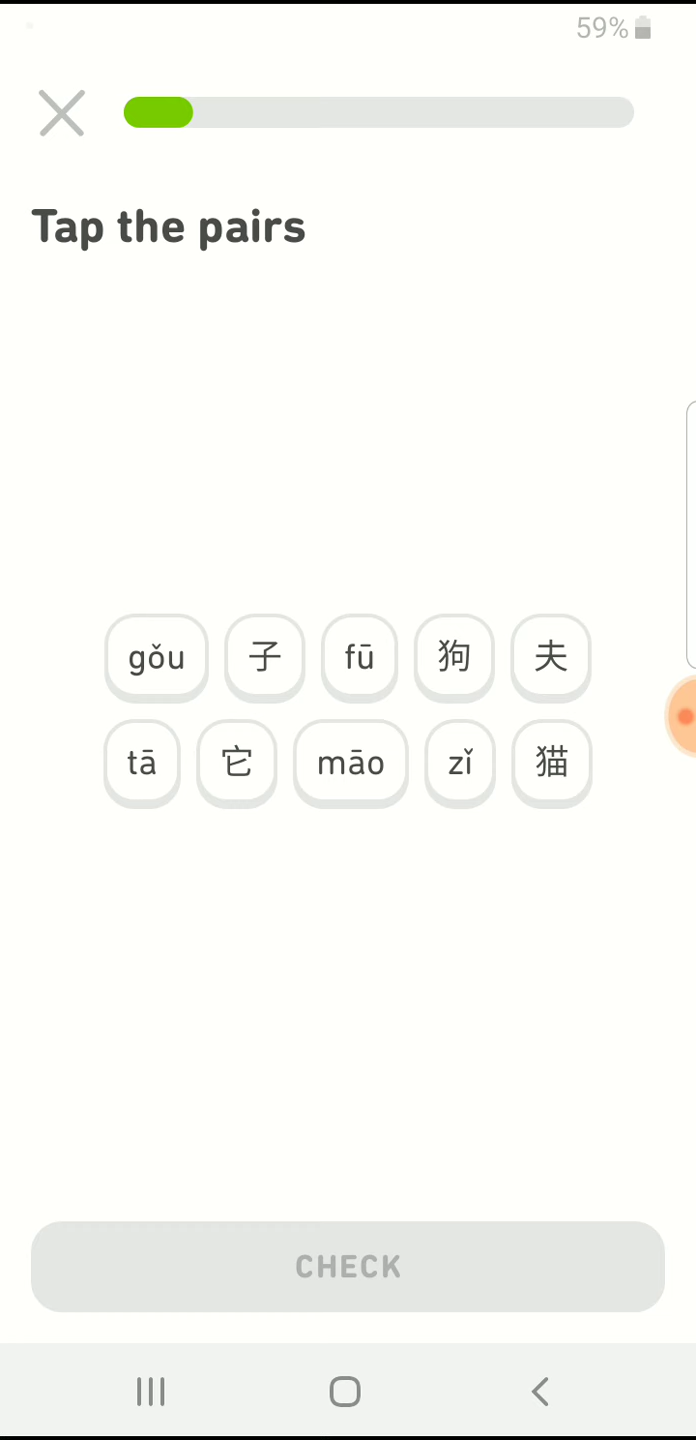 59%
Tap the pairs
gǒu 子 fū 狗 夫
tā 它 māo zǐ 猫
CHECK